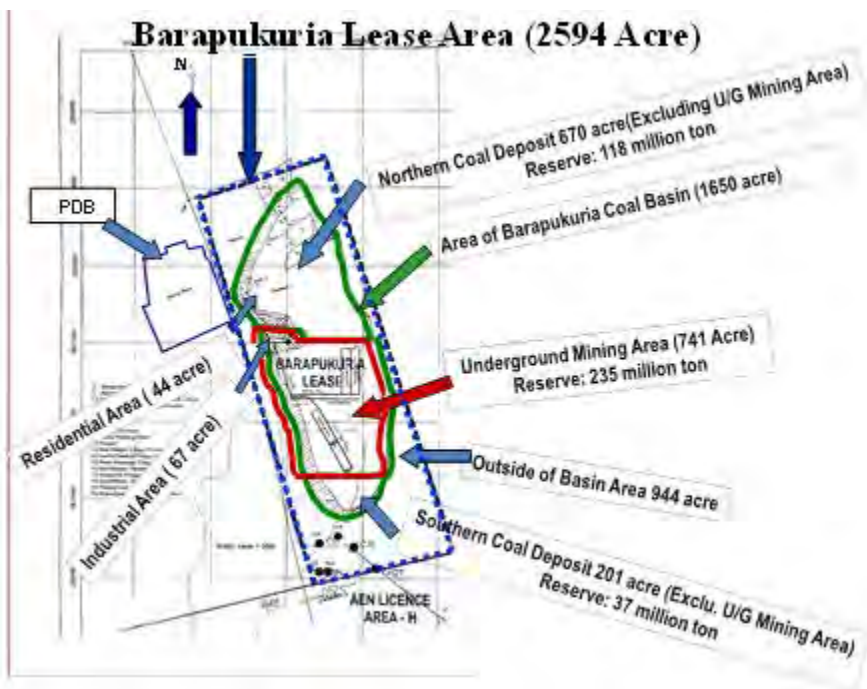 Barapukuria Lease Area (2594 Acre)
N
Northern Coal Deposit 670 acre(Excluding U/G Mining Area)
Reserve: 118 million ton
PDB
Area of Barapukuria Coal Basin (1650 acre)
Underground Mining Area (741 Acre)
Reserve: 235 million ton
BARAPUKURIA
LEASE
Residential Area ( 44 acre)
Industrial Area ( 67 acre)
Outside of Basin Area 944 acre
Southern Coal Deposit 201 acre (Exclu. U/G Mining Area)
Reserve: 37 million ton
AEN LICENCE
AREA - H